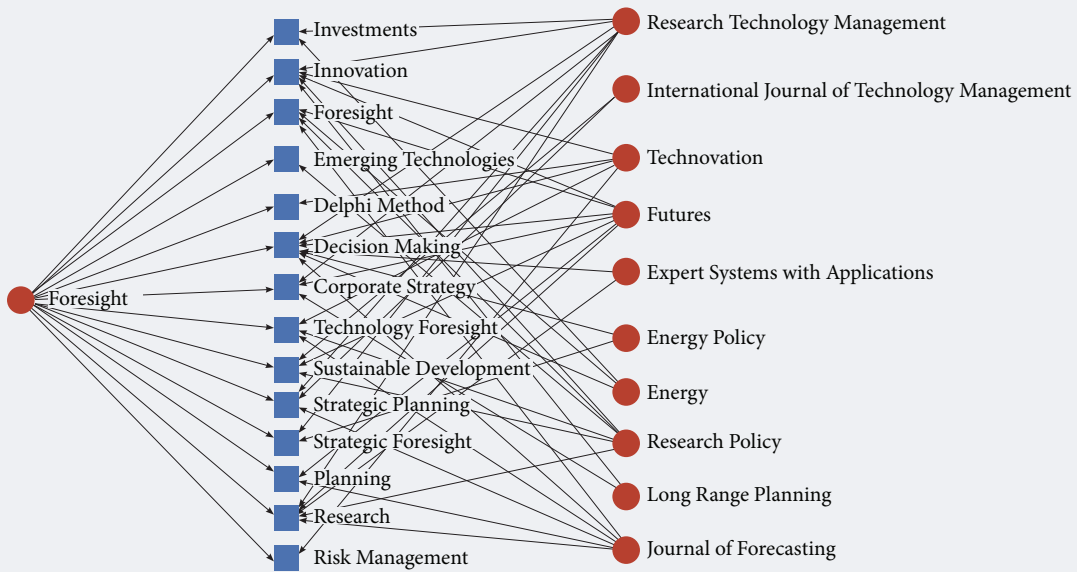 Foresight
Investments
Innovation
Foresight
Emerging Technologies
Delphi Method
Decision Making
Corporate Strategy
Technology Foresight
Sustainable Development
Strategic Planning
Strategic Foresight
Planning
Research
Risk Management
Research Technology Management
International Journal of Technology Management
Technovation
Futures
Expert Systems with Applications
Energy Policy
Energy
Research Policy
Long Range Planning
Journal of Forecasting